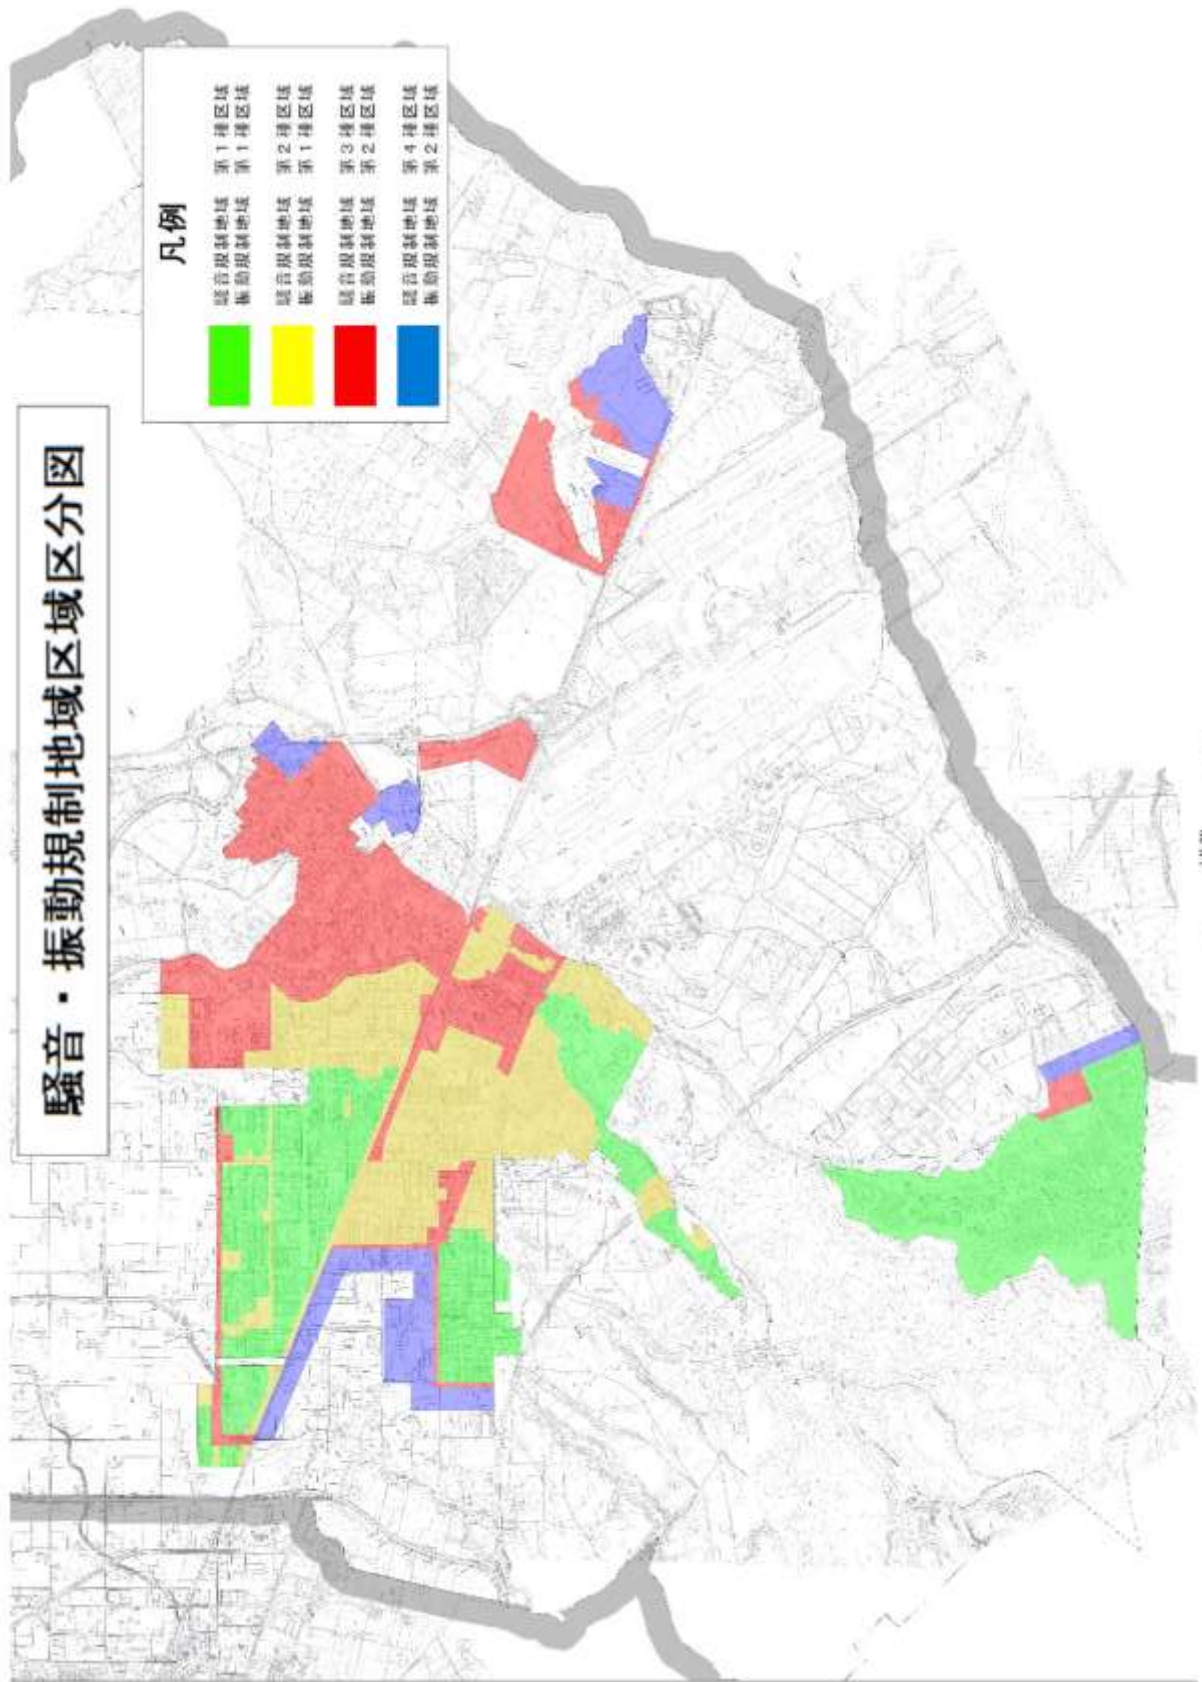 騒音・振動規制地域区域区分図
凡例
騒音規制地域 第1種区域
振動規制地域 第1種区域
騒音規制地域 第2種区域
振動規制地域 第1種区域
騒音規制地域 第3種区域
振動規制地域 第2種区域
騒音規制地域 第4種区域
振動規制地域 第2種区域